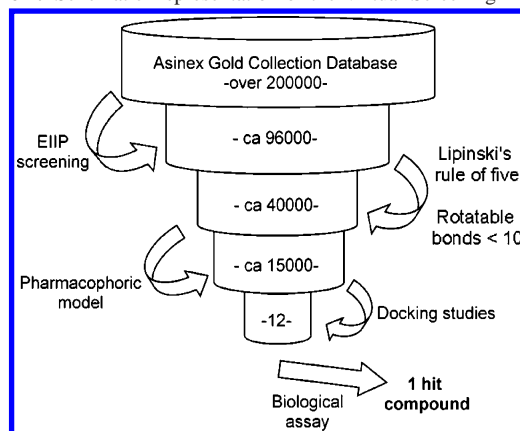 Asinex Gold Collection Database
-over 200000-
EIIP
screening
- ca 96000-
Lipinski's
rule of five
- ca 40000-
Rotatable
bonds < 10
Pharmacophoric
model
- ca 15000-
-12-
Docking studies
Biological
assay
1 hit
compound